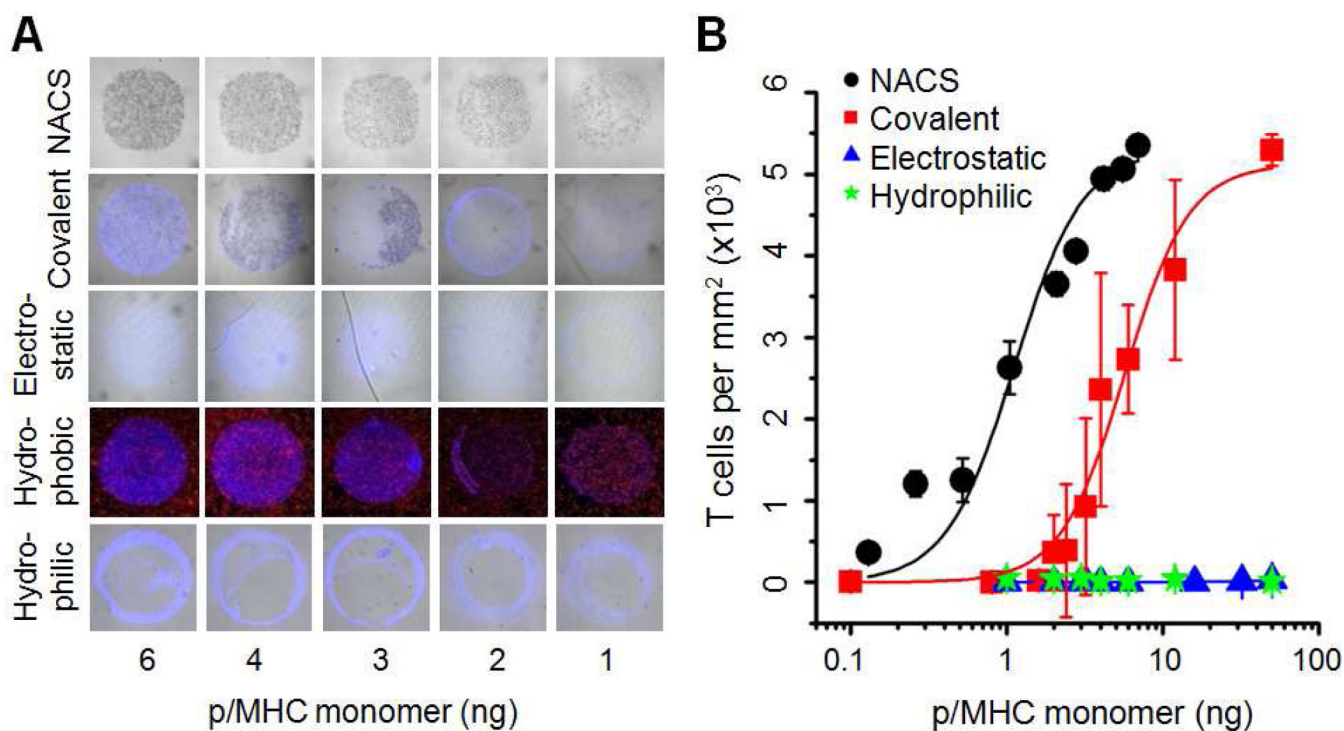 A
NACS
Covalent
Electro-
static
Hydro-
phobic
Hydro-
philic
6 4 3 2 1
p/MHC monomer (ng)
B
NACS
Covalent
Electrostatic
Hydrophilic
T cells per mm² (x10³)
6
5
4
3
2
1
0
0.1 1 10 100
p/MHC monomer (ng)